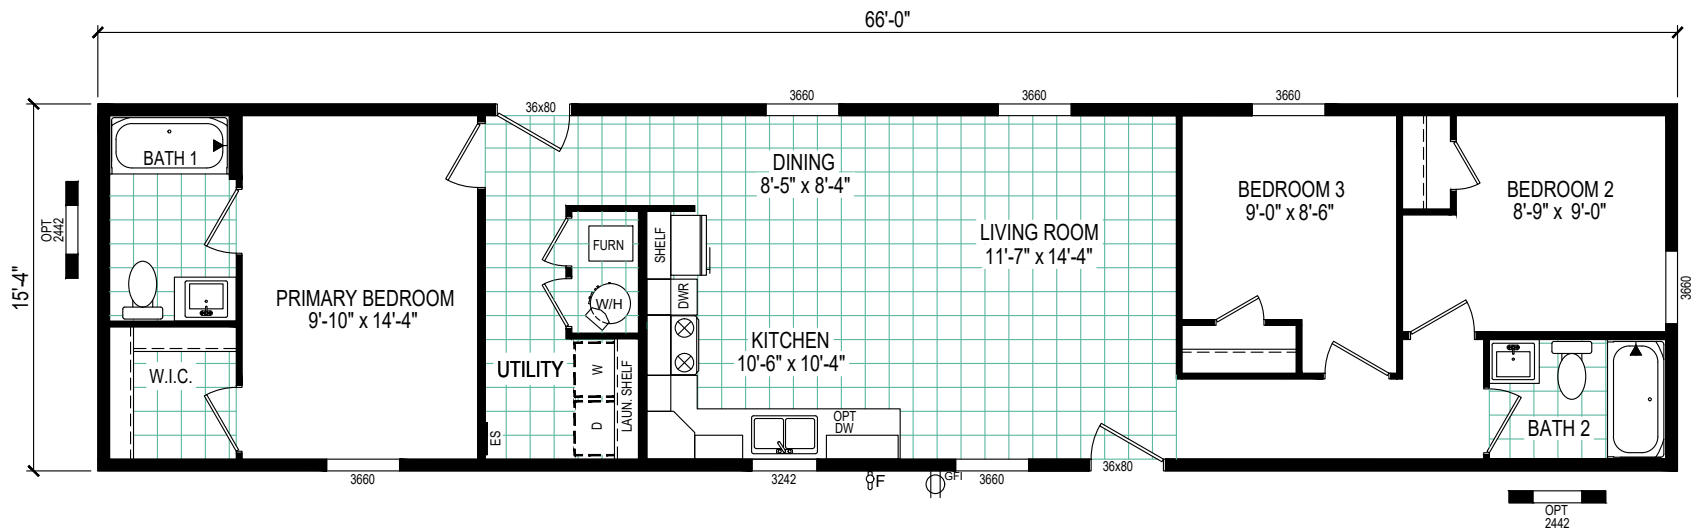 66'-0"
36x80
3660
3660
3660
BATH 1
DINING
8'-5" x 8'-4"
BEDROOM 3
9'-0" x 8'-6"
BEDROOM 2
8'-9" x 9'-0"
OPT
2442
15'-4"
FURN
SHELF
LIVING ROOM
11'-7" x 14'-4"
PRIMARY BEDROOM
9'-10" x 14'-4"
W/H
DWR
3660
KITCHEN
10'-6" x 10'-4"
W.I.C.
UTILITY
W
LAUN. SHELF
D
ES
OPT
DW
BATH 2
3660
3242
F
GFI
3660
36x80
OPT
2442